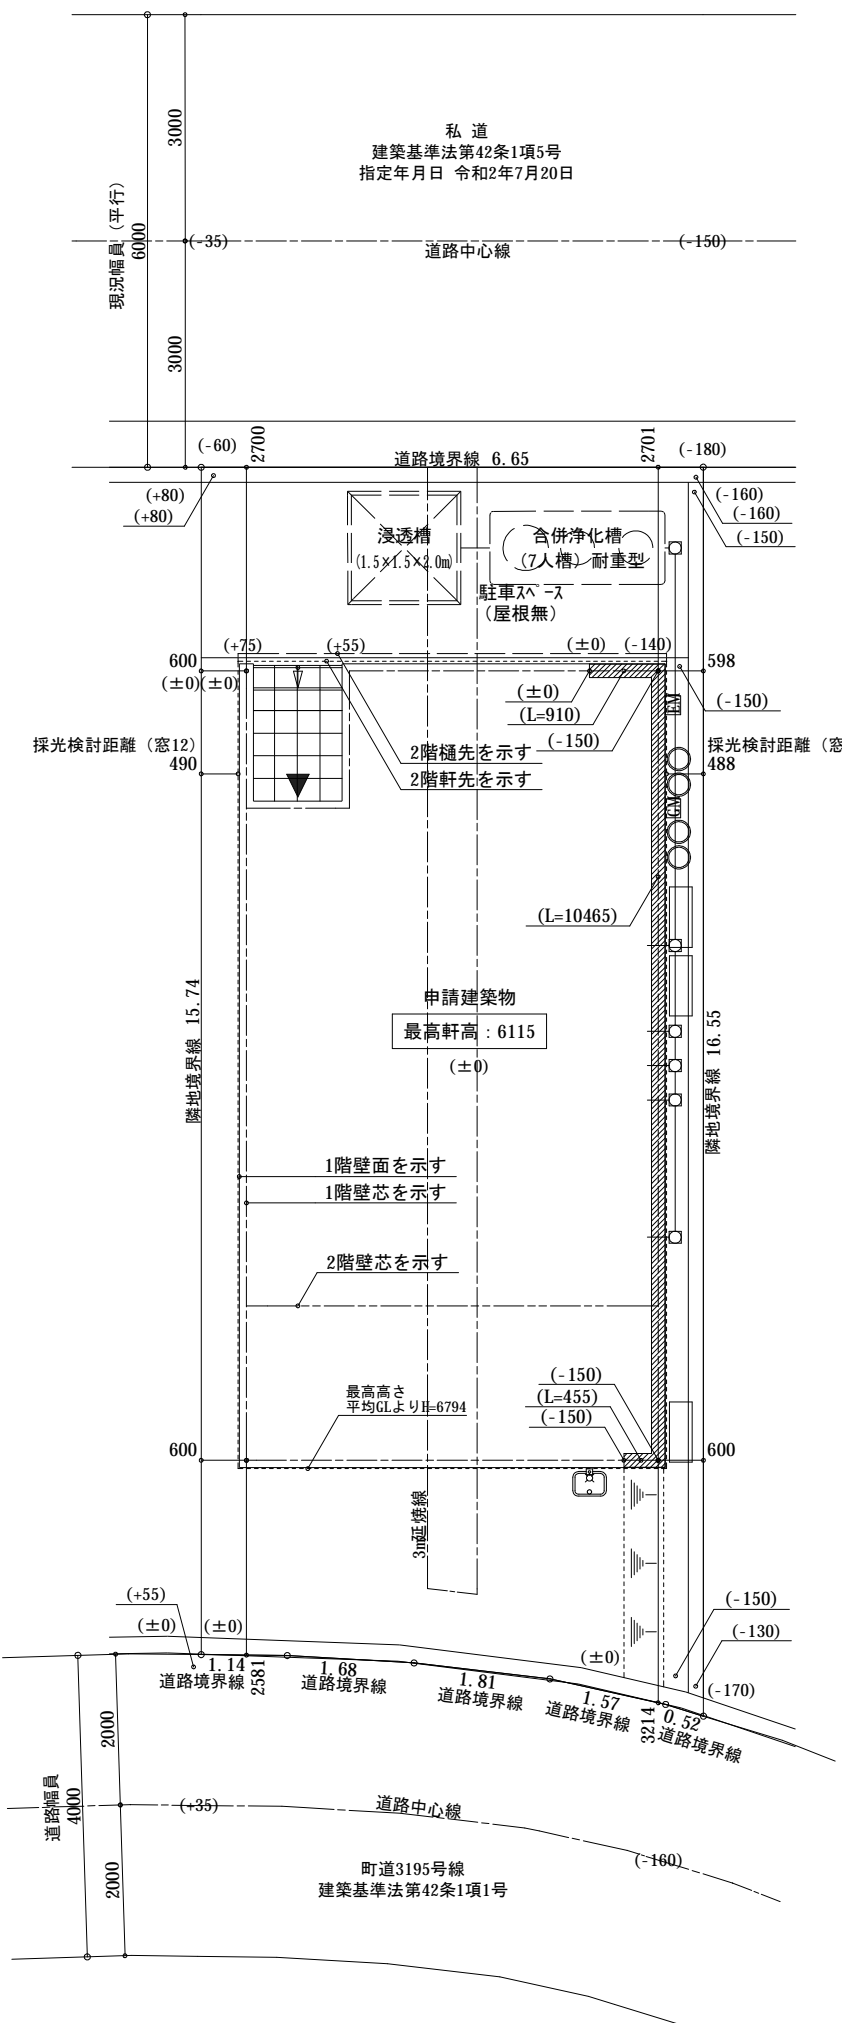 3000
私 道
建築基準法第42条1項5号
指定年月日 令和2年7月20日
現況幅員（平行）
6000
(-35)
道路中心線
(-150)
3000
(-60)
2700
道路境界線 6.65
2701
(-180)
(+80)
(+80)
(-160)
(-160)
(-150)
浸透槽
(1.5×1.5×2.0m)
合併浄化槽
(7人槽) 耐重型
駐車ｽﾍﾟｰｽ
(屋根無)
600
(+75)
(+55)
(±0)
(-140)
598
(±0)
(±0)
(±0)
(L=910)
(-150)
(-150)
EM
採光検討距離（窓12）
490
2階樋先を示す
2階軒先を示す
採光検討距離（窓
488
GM
(L=10465)
隣地境界線 15.74
申請建築物
最高軒高：6115
(±0)
隣地境界線 16.55
1階壁面を示す
1階壁芯を示す
2階壁芯を示す
最高高さ
平均GLよりH=6794
(-150)
(L=455)
(-150)
600
600
3m延焼線
(+55)
(±0)
(±0)
(±0)
(-150)
(-130)
(-170)
1.14
道路境界線
2581
1.68
道路境界線
1.81
道路境界線
1.57
道路境界線
3214
0.52
道路境界線
2000
道路幅員
4000
(+35)
道路中心線
(-160)
2000
町道3195号線
建築基準法第42条1項1号